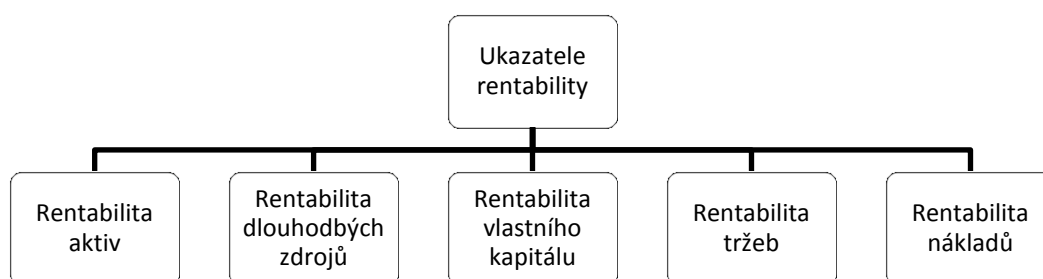 Ukazatele
rentability
Rentabilita
aktiv
Rentabilita
dlouhodbých
zdrojů
Rentabilita
vlastního
kapitálu
Rentabilita
tržeb
Rentabilita
nákladů